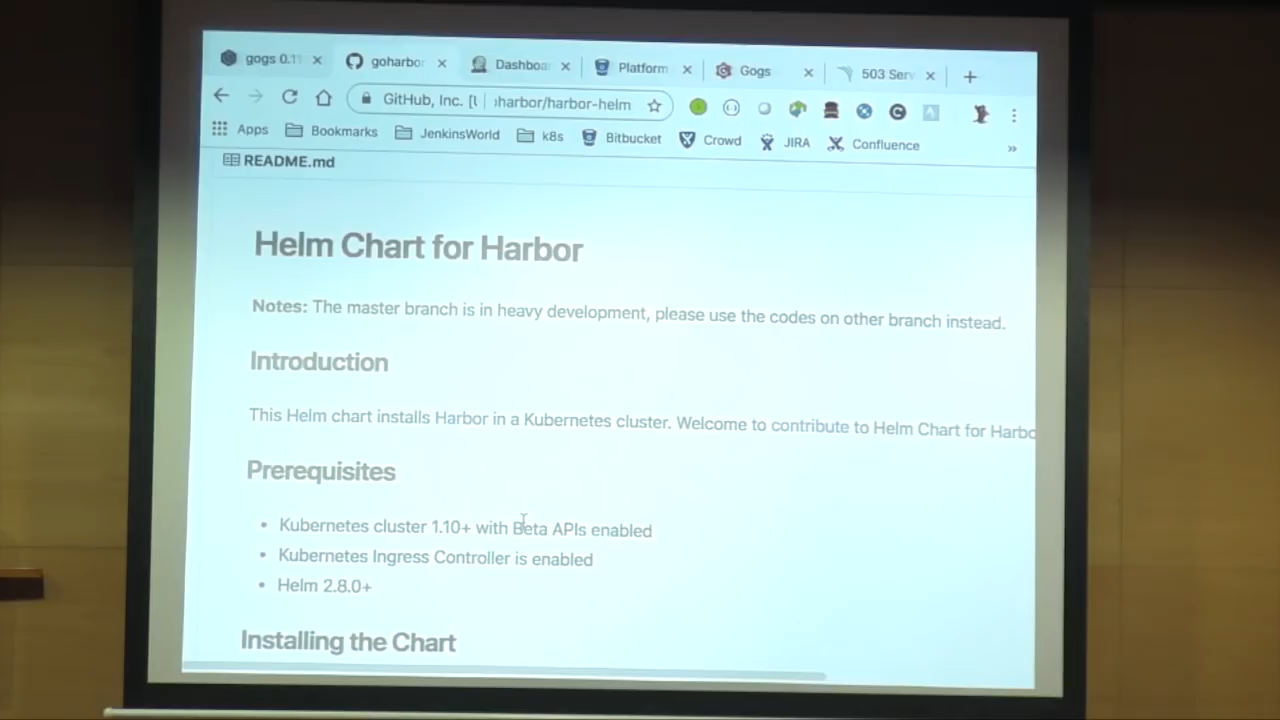 gogs 0.11
goharbor
Dashboa
Platform
Gogs
503 Serv
GitHub, Inc. [U
harbor/harbor-helm
Apps
Bookmarks
JenkinsWorld
k8s
Bitbucket
Crowd
JIRA
Confluence
»
README.md
Helm Chart for Harbor
Notes: The master branch is in heavy development, please use the codes on other branch instead.
Introduction
This Helm chart installs Harbor in a Kubernetes cluster. Welcome to contribute to Helm Chart for Harbo
Prerequisites
• Kubernetes cluster 1.10+ with Beta APIs enabled
• Kubernetes Ingress Controller is enabled
• Helm 2.8.0+
Installing the Chart